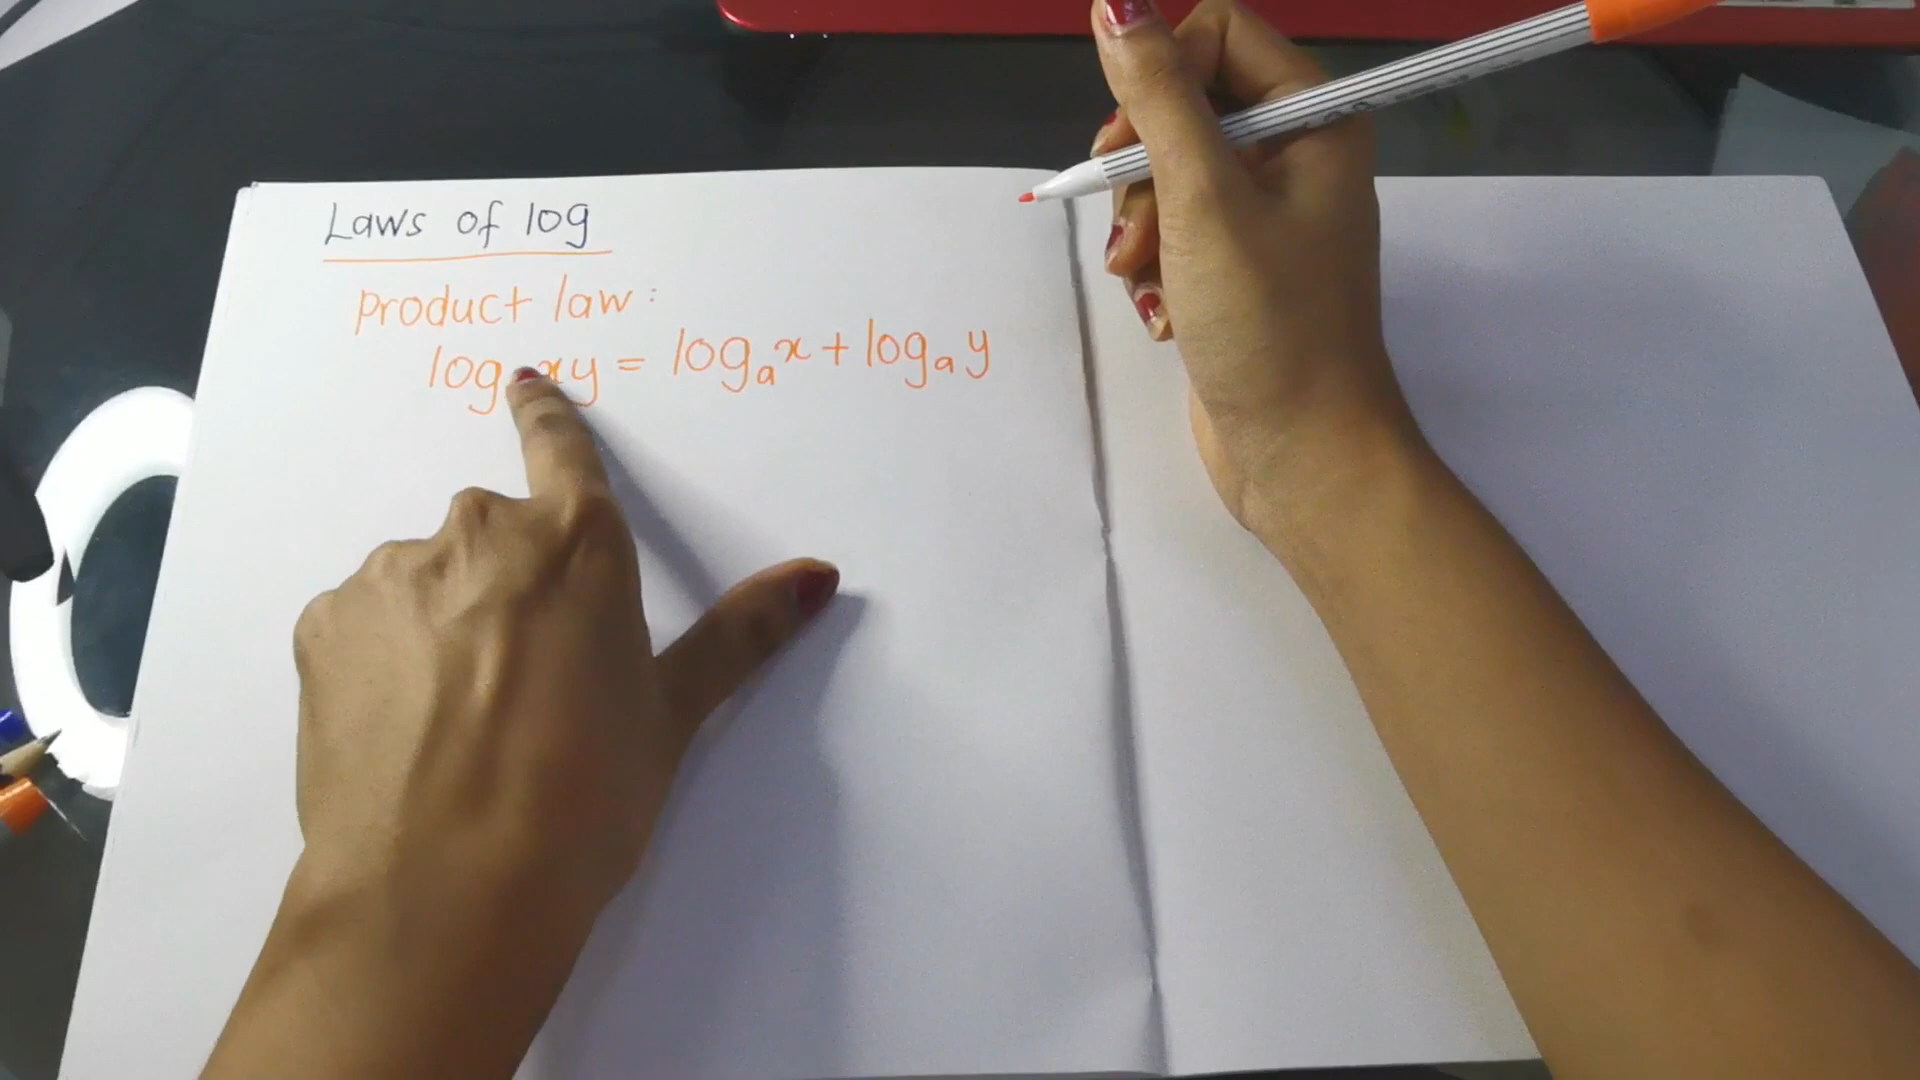 Laws of log
Product law:
log xy = logₐx + logₐy